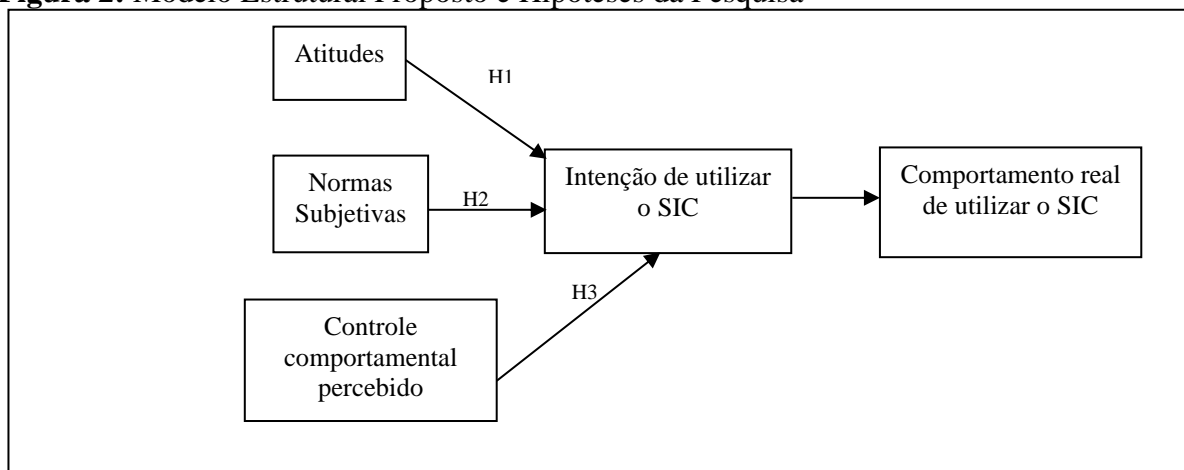 Figura 2: Modelo Estrutural Proposto e Hipóteses da Pesquisa
Atitudes
H1
Normas
Subjetivas
H2
Intenção de utilizar
o SIC
Comportamento real
de utilizar o SIC
H3
Controle
comportamental
percebido